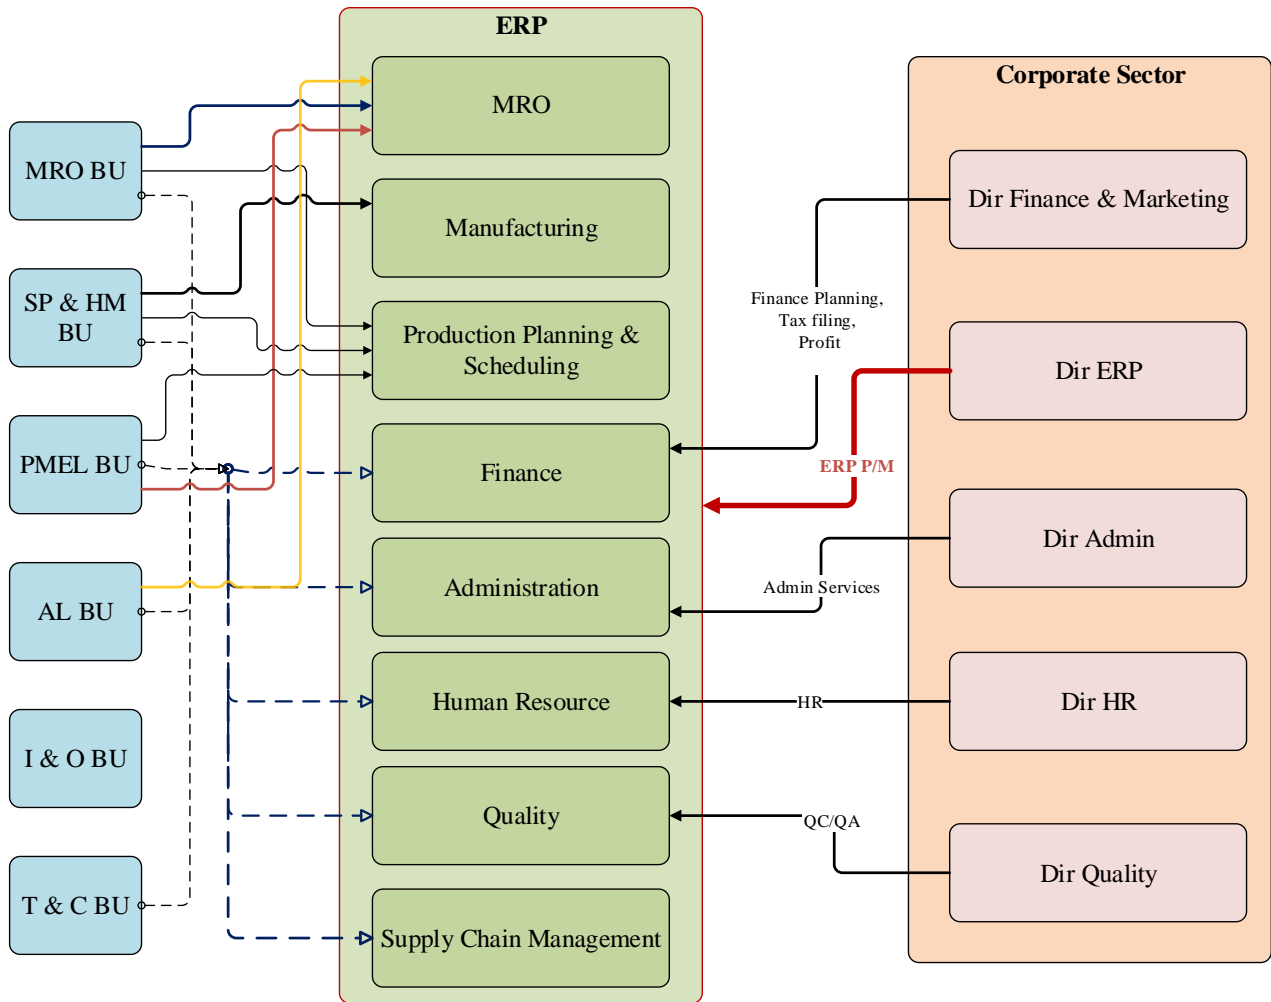 ERP
MRO
Manufacturing
Production Planning &
Scheduling
Finance
Administration
Human Resource
Quality
Supply Chain Management
MRO BU
SP & HM
BU
PMEL BU
AL BU
I & O BU
T & C BU
Corporate Sector
Dir Finance & Marketing
Dir ERP
Dir Admin
Dir HR
Dir Quality
Finance Planning,
Tax filing,
Profit
ERP P/M
Admin Services
HR
QC/QA